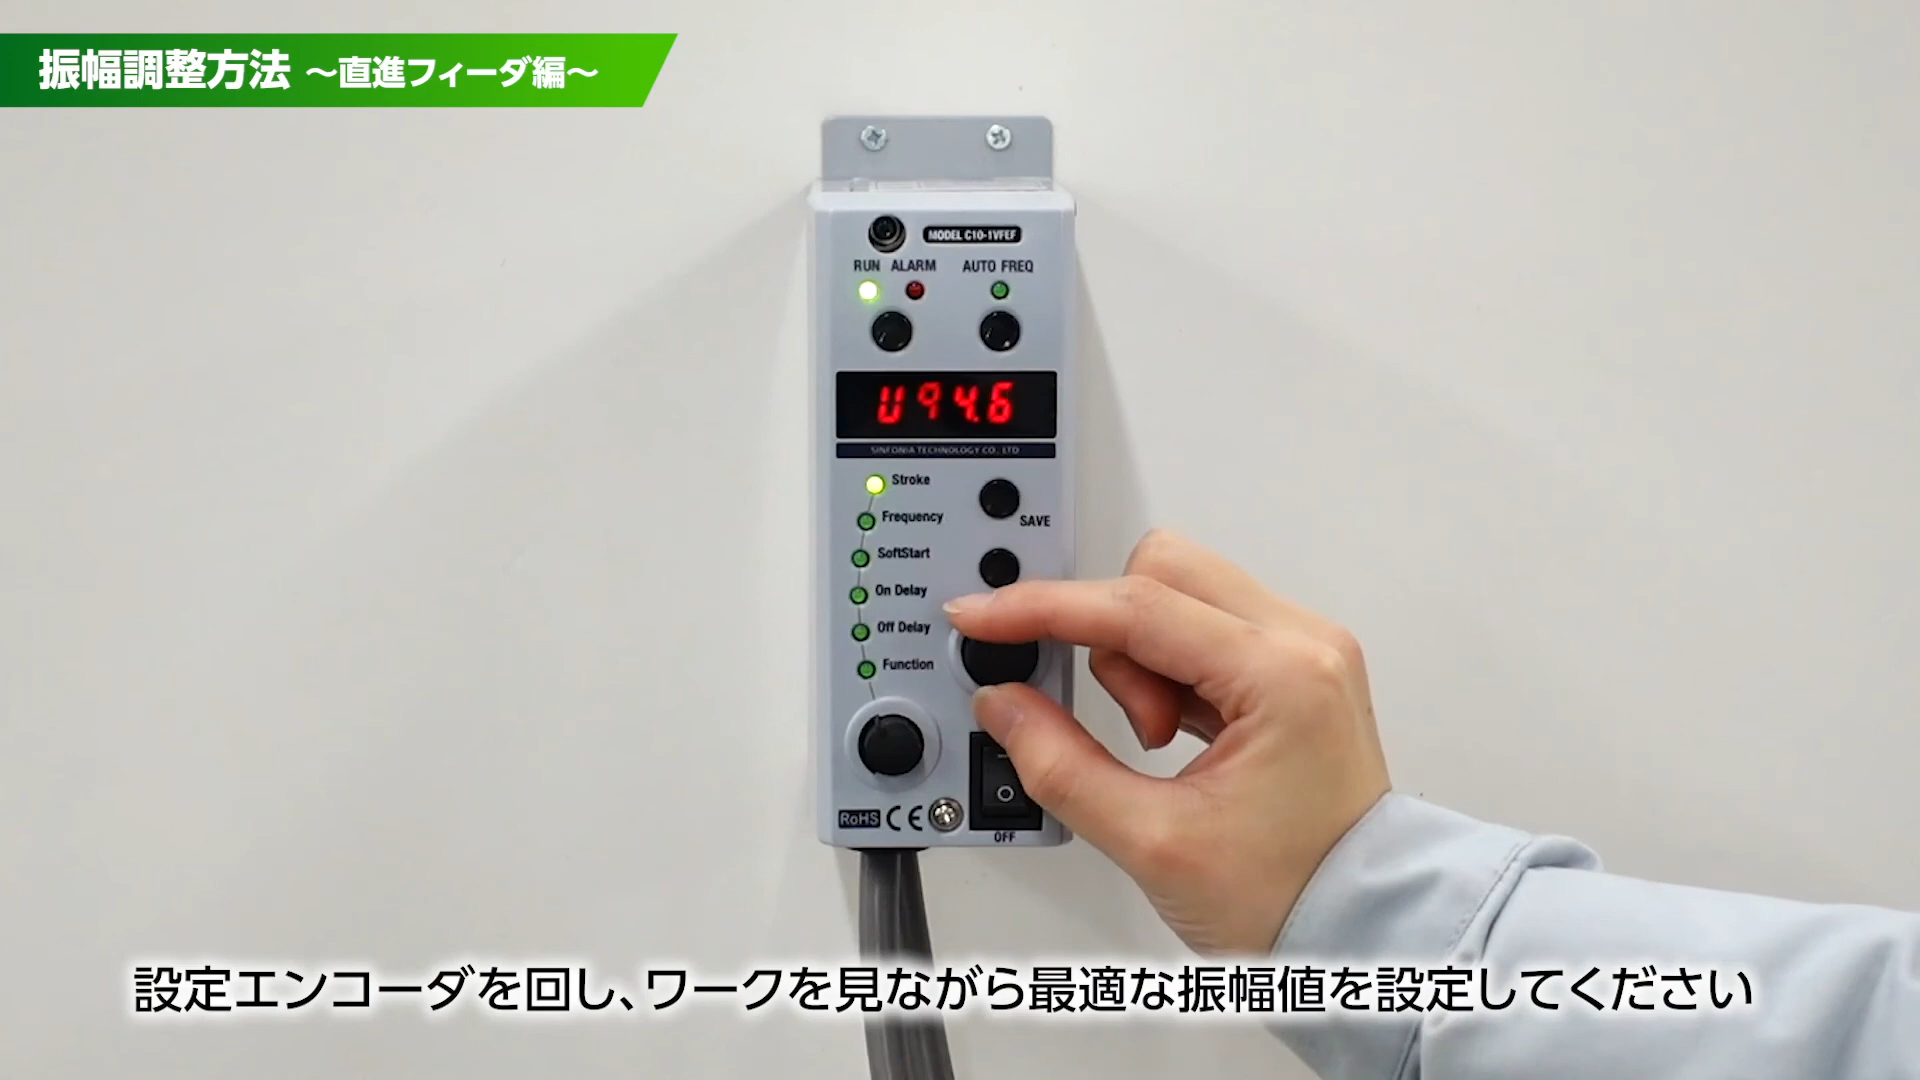 振幅調整方法 ～直進フィーダ編～
MODEL C10-1VFEF
RUN ALARM AUTO FREQ
U94.6
SINFONIA TECHNOLOGY CO., LTD
Stroke
Frequency
SAVE
SoftStart
On Delay
Off Delay
Function
RoHS CE
OFF
設定エンコーダを回し、ワークを見ながら最適な振幅値を設定してください